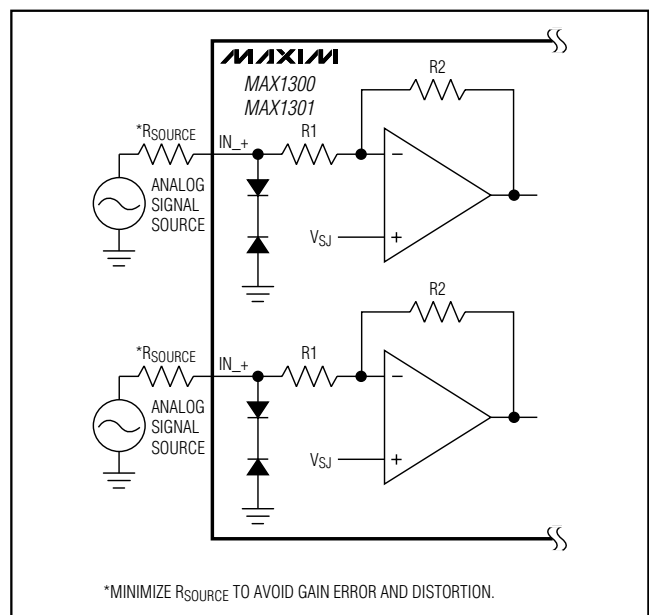 MAXIM
MAX1300
MAX1301
R2
*RSOURCE
IN_+
R1
ANALOG
SIGNAL
SOURCE
−
VSJ
+
R2
*RSOURCE
IN_+
R1
ANALOG
SIGNAL
SOURCE
−
VSJ
+
*MINIMIZE RSOURCE TO AVOID GAIN ERROR AND DISTORTION.